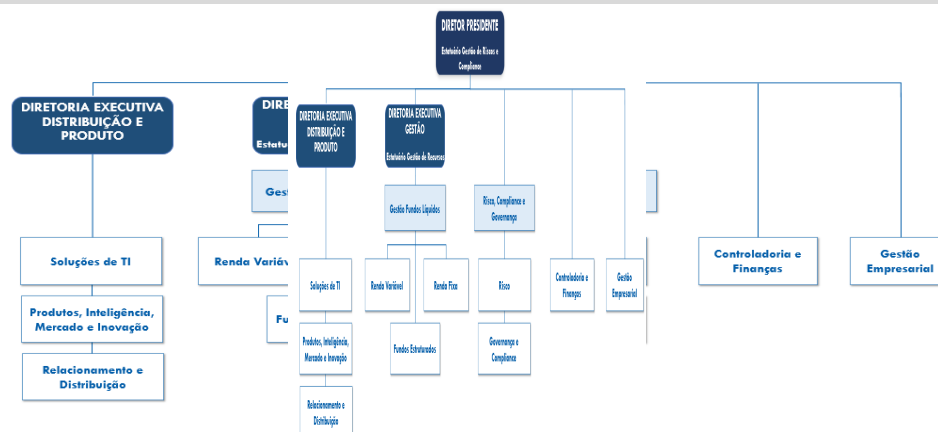 DIRETOR PRESIDENTE
Estatuário Gestão de Riscos e
Compliance
DIRETORIA EXECUTIVA
DISTRIBUIÇÃO E
PRODUTO
DIRETORIA EXECUTIVA
DISTRIBUIÇÃO E
PRODUTO
DIRETORIA EXECUTIVA
GESTÃO
Estatuário Gestão de Recursos
Gestão Fundos Líquidos
Risco, Compliance e
Governança
Soluções de TI
Renda
Soluções de TI
Renda Variável
Renda Fixa
Risco
Controladoria e
Finanças
Gestão
Empresarial
Controladoria e
Finanças
Gestão
Empresarial
Produtos, Inteligência,
Mercado e Inovação
Produtos, Inteligência,
Mercado e Inovação
Fundos Estruturados
Governança e
Compliance
Relacionamento e
Distribuição
Relacionamento e
Distribuição